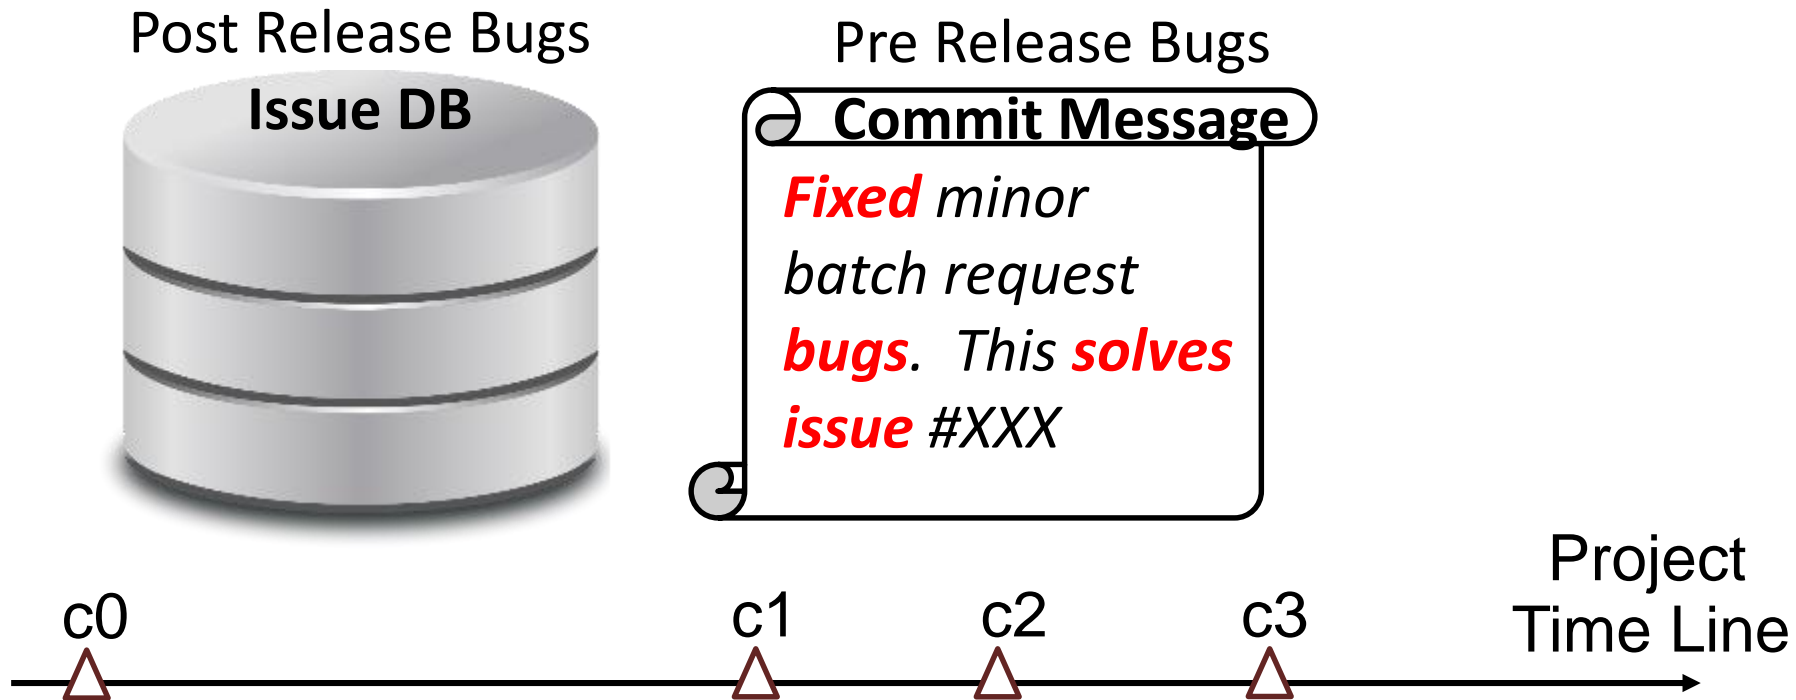 Post Release Bugs
Issue DB
Pre Release Bugs
Commit Message
Fixed minor
batch request
bugs. This solves
issue #XXX
c0
c1
c2
c3
Project
Time Line